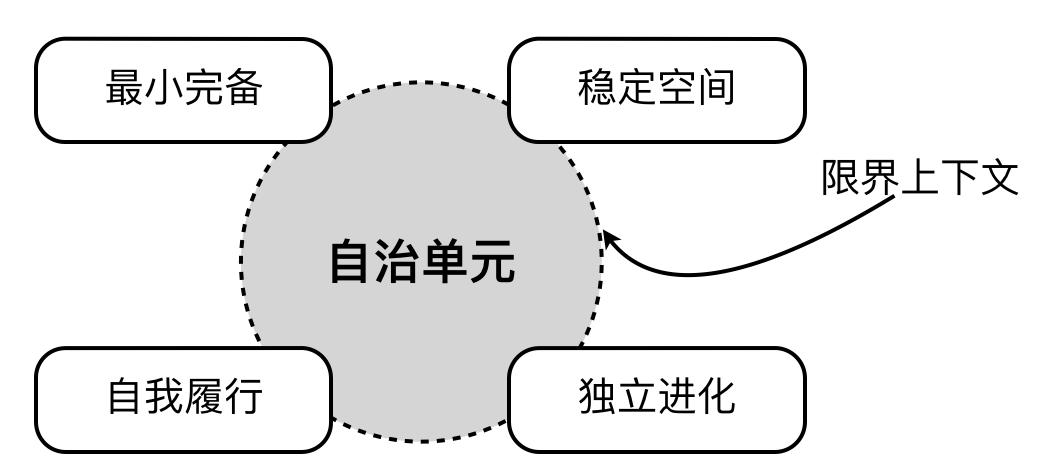 最小完备
稳定空间
限界上下文
自治单元
自我履行
独立进化